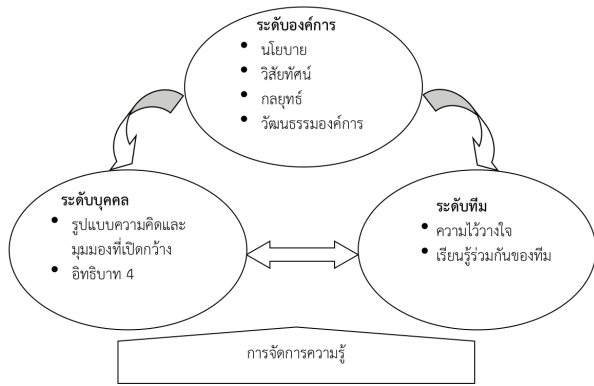 ระดับองค์การ
• นโยบาย
• วิสัยทัศน์
• กลยุทธ์
• วัฒนธรรมองค์การ
ระดับบุคคล
• รูปแบบความคิดและ
มุมมองที่เปิดกว้าง
• อิทธิบาท 4
ระดับทีม
• ความไว้วางใจ
• เรียนรู้ร่วมกันของทีม
การจัดการความรู้